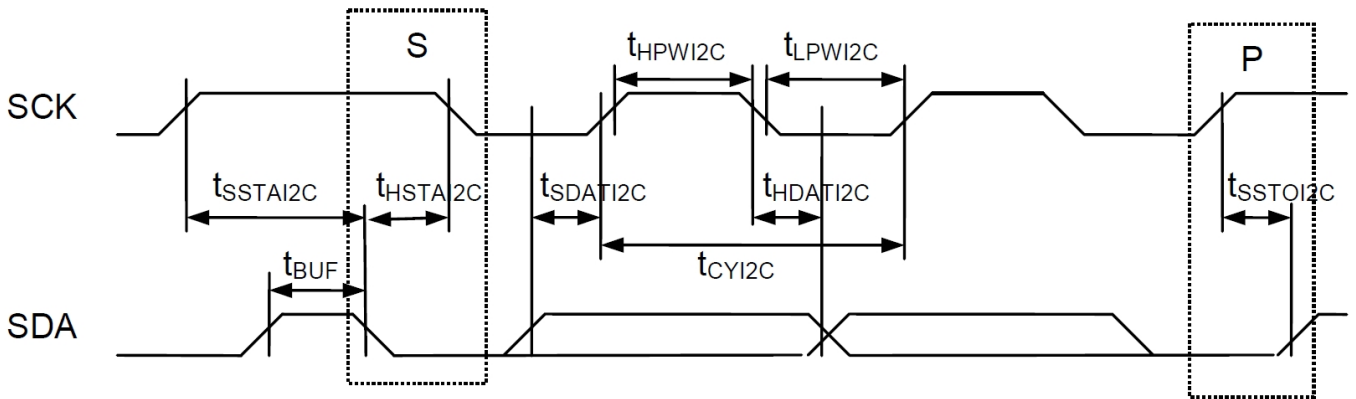 S
tHPWI2C
tLPWI2C
P
SCK
tSSTAI2C
tHSTAI2C
tSDATI2C
tHDATI2C
tSSTOI2C
tCYI2C
tBUF
SDA